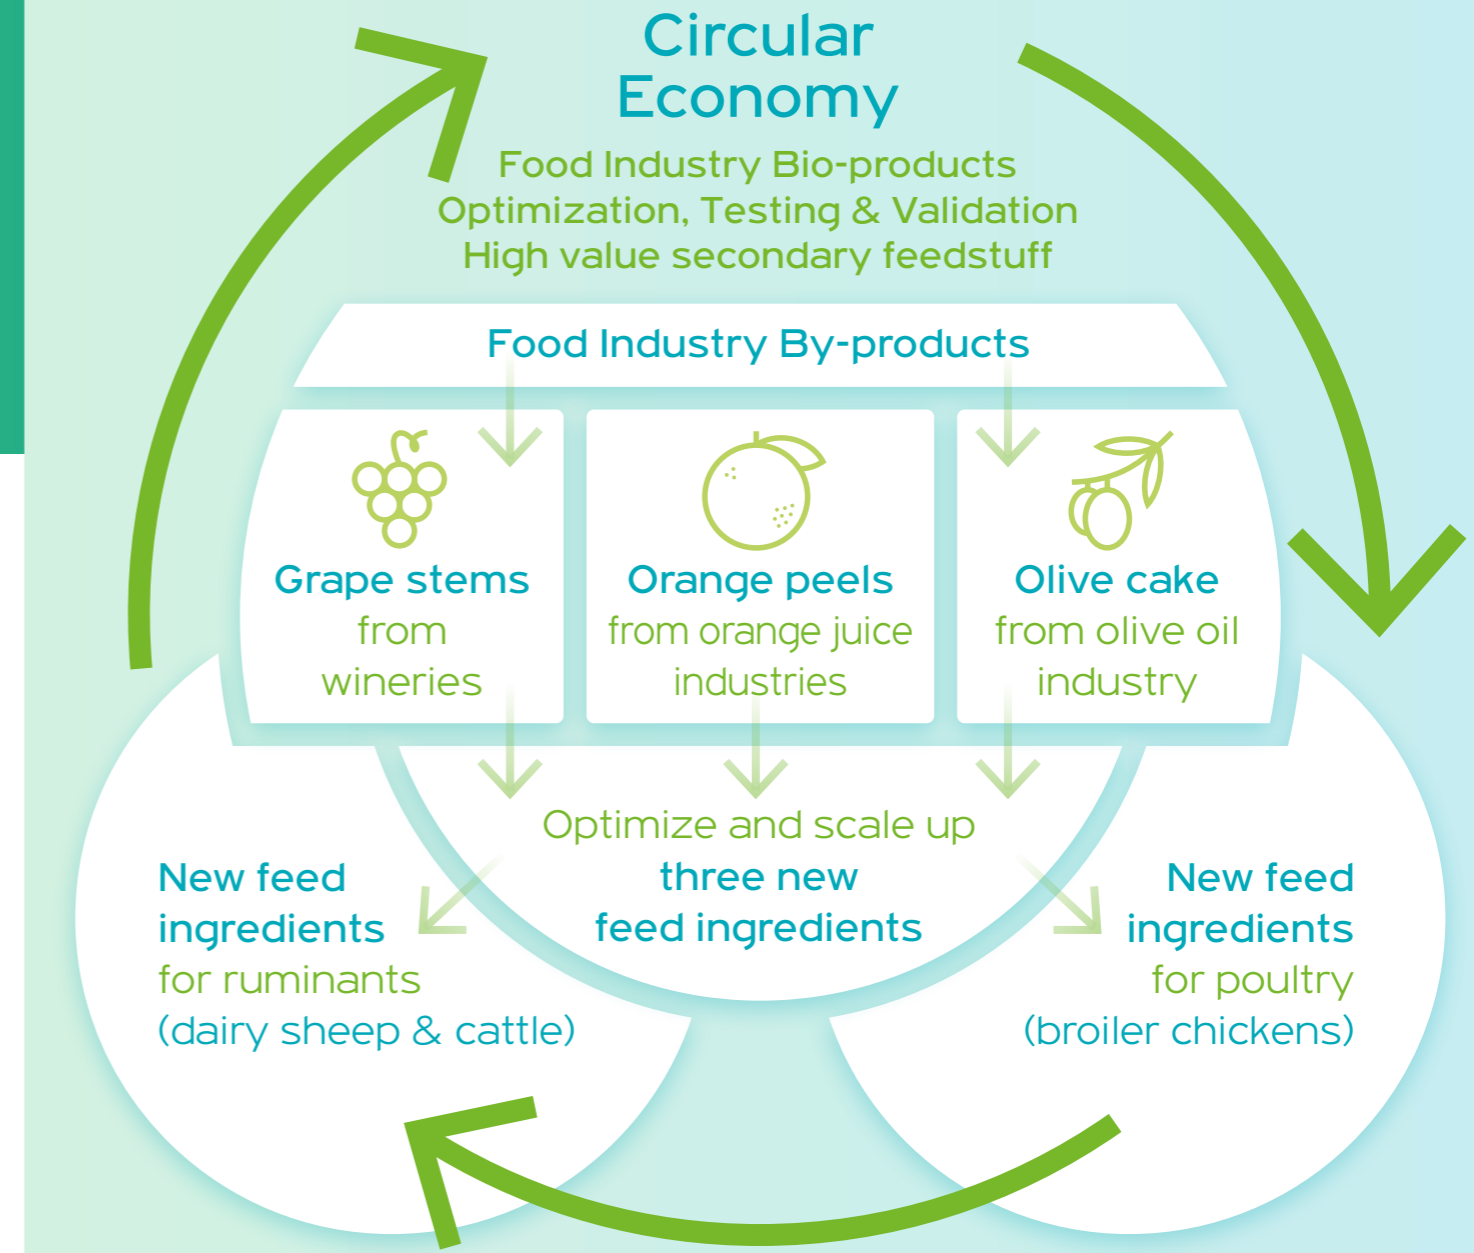 Circular
Economy
Food Industry Bio-products
Optimization, Testing & Validation
High value secondary feedstuff
Food Industry By-products
Grape stems
from
wineries
Orange peels
from orange juice
industries
Olive cake
from olive oil
industry
Optimize and scale up
three new
feed ingredients
New feed
ingredients
for ruminants
(dairy sheep & cattle)
New feed
ingredients
for poultry
(broiler chickens)